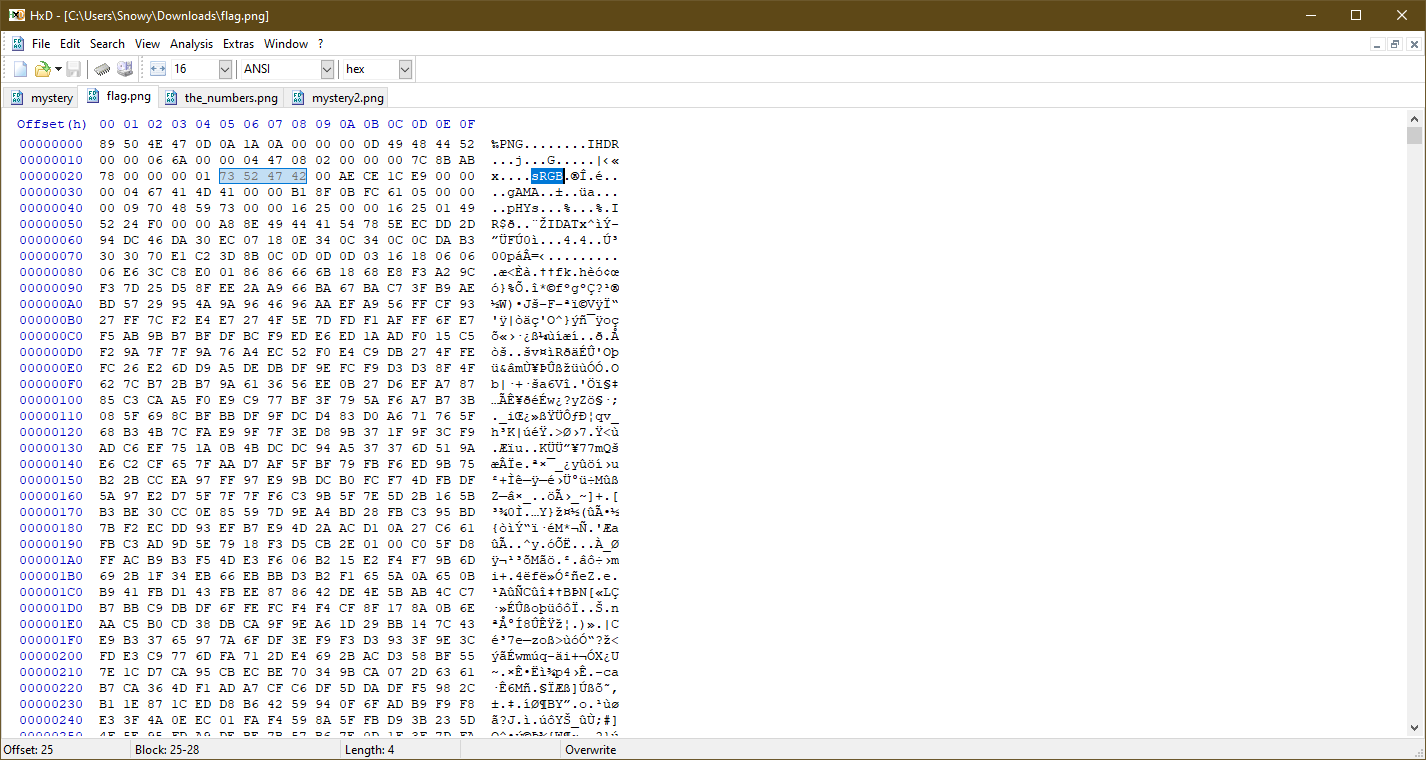 HxD - [C:\Users\Snowy\Downloads\flag.png]
File Edit Search View Analysis Extras Window ?
16 ANSI hex
mystery flag.png the_numbers.png mystery2.png
Offset(h) 00 01 02 03 04 05 06 07 08 09 0A 0B 0C 0D 0E 0F
00000000 89 50 4E 47 0D 0A 1A 0A 00 00 00 0D 49 48 44 52 ‰PNG........IHDR
00000010 00 00 06 6A 00 00 04 47 08 02 00 00 00 7C 8B AB ...j...G.....|‹«
00000020 78 00 00 00 01 73 52 47 42 00 AE CE 1C E9 00 00 x....sRGB.®Î.é..
00000030 00 04 67 41 4D 41 00 00 B1 8F 0B FC 61 05 00 00 ..gAMA..±..üa...
00000040 00 09 70 48 59 73 00 00 16 25 00 00 16 25 01 49 ..pHYs...%...%.I
00000050 52 24 F0 00 00 A8 8E 49 44 41 54 78 5E EC DD 2D R$ð..¨ŽIDATx^ìÝ-
00000060 94 DC 46 DA 30 EC 07 18 0E 34 0C 34 0C 0C DA B3 ”ÜFÚ0ì...4.4..Ú³
00000070 30 30 70 E1 C2 3D 8B 0C 0D 0D 0D 03 16 18 06 06 00páÂ=‹.........
00000080 06 E6 3C C8 E0 01 86 86 66 6B 18 68 E8 F3 A2 9C .æ<Èà.††fk.hèó¢œ
00000090 F3 7D 25 D5 8F EE 2A A9 66 BA 67 BA C7 3F B9 AE ó}%Õ.î*©fºgºÇ?¹®
000000A0 BD 57 29 95 4A 9A 96 46 96 AA EF A9 56 FF CF 93 ½W)•Jš–F–ªï©VÿÏ“
000000B0 27 FF 7C F2 E4 E7 27 4F 5E 7D FD F1 AF FF 6F E7 'ÿ|òäç'O^}ýñ¯ÿoç
000000C0 F5 AB 9B B7 BF DF BC F9 ED E6 ED 1A AD F0 15 C5 õ«›·¿ß¼ùíæí..ð.Å
000000D0 F2 9A 7F 7F 9A 76 A4 EC 52 F0 E4 C9 DB 27 4F FE òš..šv¤ìRðäÉÛ'Oþ
000000E0 FC 26 E2 6D D9 A5 DE DB DF 9E FC F9 D3 D3 8F 4F ü&âmÙ¥ÞÛßžüùÓÓ.O
000000F0 62 7C B7 2B B7 9A 61 36 56 EE 0B 27 D6 EF A7 87 b|·+·ša6Vî.'Öï§‡
00000100 85 C3 CA A5 F0 E9 C9 77 BF 3F 79 5A F6 A7 B7 3B …ÃÊ¥ðéÉw¿?yZö§·;
00000110 08 5F 69 8C BF BB DF 9F DC D4 83 D0 A6 71 76 5F ._iŒ¿»ßŸÜÔƒÐ¦qv_
00000120 68 B3 4B 7C FA E9 9F 7F 3E D8 9B 37 1F 9F 3C F9 h³K|úéŸ.>Ø›7.Ÿ<ù
00000130 AD C6 EF 75 1A 0B 4B DC DC 94 A5 37 37 6D 51 9A .Æïu..KÜÜ”¥77mQš
00000140 E6 C2 CF 65 7F AA D7 AF 5F BF 79 FB F6 ED 9B 75 æÂÏe.ª×¯_¿yûöí›u
00000150 B2 2B CC EA 97 FF 97 E9 9B DC B0 FC F7 4D FB DF ²+Ìê—ÿ—é›Ü°ü÷Mûß
00000160 5A 97 E2 D7 5F 7F 7F F6 C3 9B 5F 7E 5D 2B 16 5B Z—â×_..öÃ›_~]+.[
00000170 B3 BE 30 CC 0E 85 59 7D 9E A4 BD 28 FB C3 95 BD ³¾0Ì.…Y}ž¤½(ûÃ•½
00000180 7B F2 EC DD 93 EF B7 E9 4D 2A AC D1 0A 27 C6 61 {òìÝ“ï·éM*¬Ñ.'Æa
00000190 FB C3 AD 9D 5E 79 18 F3 D5 CB 2E 01 00 C0 5F D8 ûÃ..^y.óÕË...À_Ø
000001A0 FF AC B9 B3 F5 4D E3 F6 06 B2 15 E2 F4 F7 9B 6D ÿ¬¹³õMãö.².âô÷›m
000001B0 69 2B 1F 34 EB 66 EB BB D3 B2 F1 65 5A 0A 65 0B i+.4ëfë»Ó²ñeZ.e.
000001C0 B9 41 FB D1 43 FB EE 87 86 42 DE 4E 5B AB 4C C7 ¹AûÑCûî‡†BÞN[«LÇ
000001D0 B7 BB C9 DB DF 6F FE FC F4 F4 CF 8F 17 8A 0B 6E ·»ÉÛßoþüôôÏ..Š.n
000001E0 AA C5 B0 CD 38 DB CA 9F 9E A6 1D 29 BB 14 7C 43 ªÅ°Í8ÛÊŸž¦.)».|C
000001F0 E9 B3 37 65 97 7A 6F DF 3E F9 F3 D3 93 3F 9E 3C é³7e—zoß>ùóÓ“?ž<
00000200 FD E3 C9 77 6D FA 71 2D E4 69 2B AC D3 58 BF 55 ýãÉwmúq-äi+¬ÓX¿U
00000210 7E 1C D7 CA 95 CB EC BE 70 34 9B CA 07 2D 63 61 ~.×Ê•Ëì¾p4›Ê.-ca
00000220 B7 CA 36 4D F1 AD A7 CF C6 DF 5D DA DF F5 98 2C ·Ê6Mñ.§ÏÆß]Úßõ˜,
00000230 B1 1E 87 1C ED D8 B6 42 59 94 0F 6F AD B9 F9 F8 ±.‡.íØ¶BY”.o.¹ùø
00000240 E3 3F 4A 0E EC 01 FA F4 59 8A 5F FB D9 3B 23 5D ã?J.ì.úôYŠ_ûÙ;#]
Offset: 25 Block: 25-28 Length: 4 Overwrite